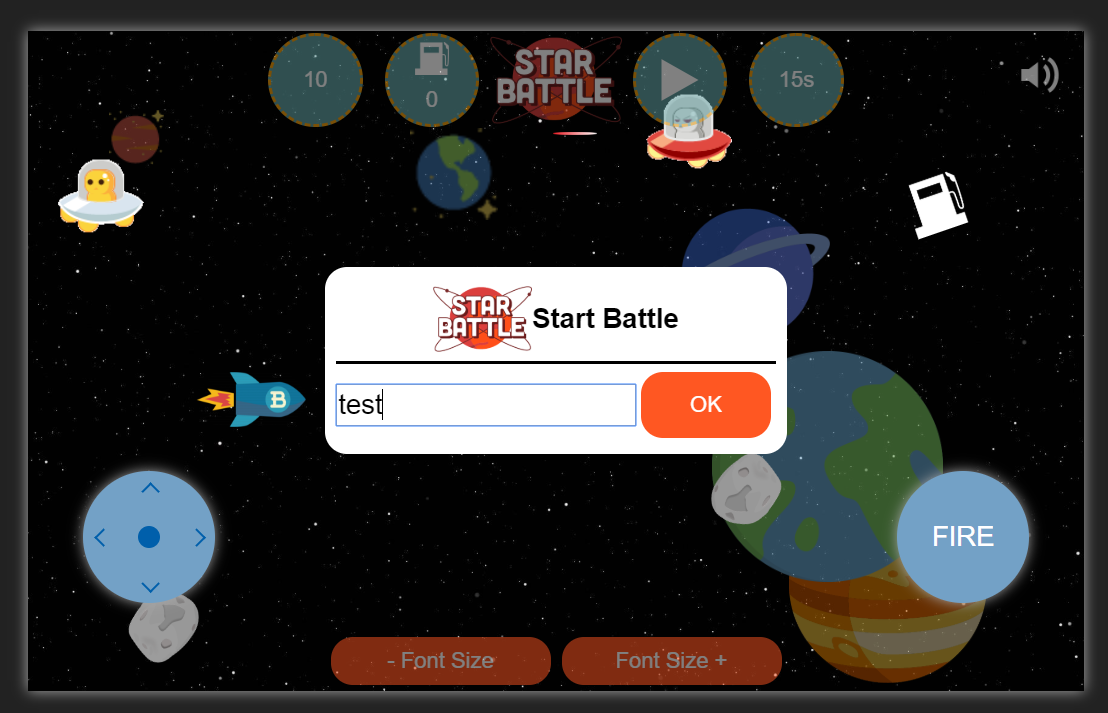 10
0
STAR
BATTLE
15s
STAR
BATTLE
Start Battle
test
OK
B
FIRE
- Font Size
Font Size +